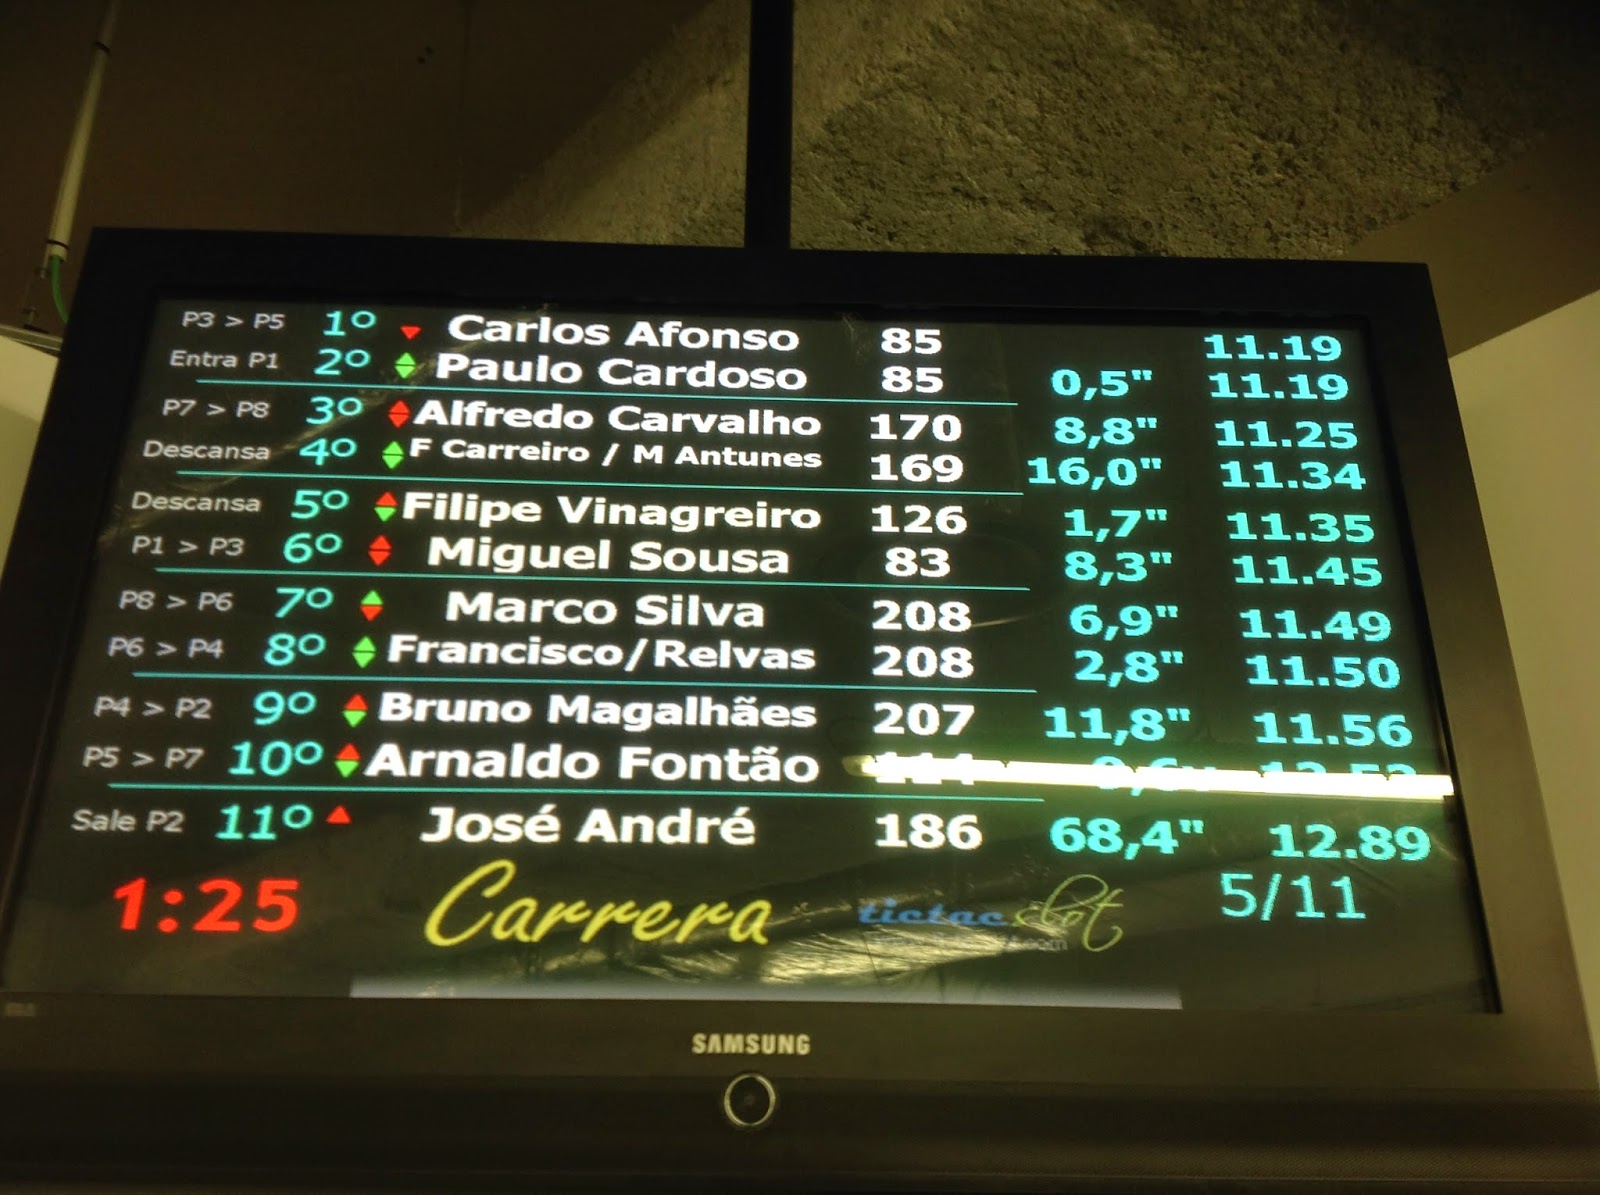 P3 > P5 1º Carlos Afonso 85 11.19
Entra P1 2º Paulo Cardoso 85 0,5" 11.19
P7 > P8 3º Alfredo Carvalho 170 8,8" 11.25
Descansa 4º F Carreiro / M Antunes 169 16,0" 11.34
Descansa 5º Filipe Vinagreiro 126 1,7" 11.35
P1 > P3 6º Miguel Sousa 83 8,3" 11.45
P8 > P6 7º Marco Silva 208 6,9" 11.49
P6 > P4 8º Francisco/Relvas 208 2,8" 11.50
P4 > P2 9º Bruno Magalhães 207 11,8" 11.56
P5 > P7 10º Arnaldo Fontão
Sale P2 11º José André 186 68,4" 12.89
1:25 Carrera tictac slot 5/11
SAMSUNG